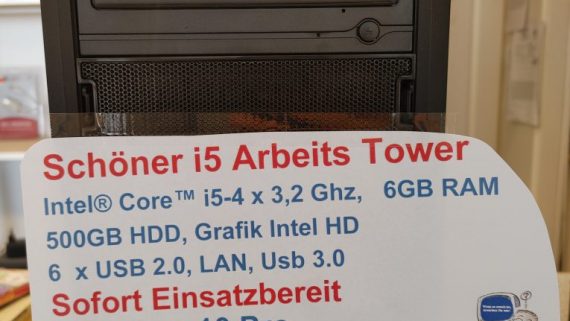 Schöner i5 Arbeits Tower
Intel® Core™ i5-4 x 3,2 Ghz, 6GB RAM
500GB HDD, Grafik Intel HD
6 x USB 2.0, LAN, Usb 3.0
Sofort Einsatzbereit